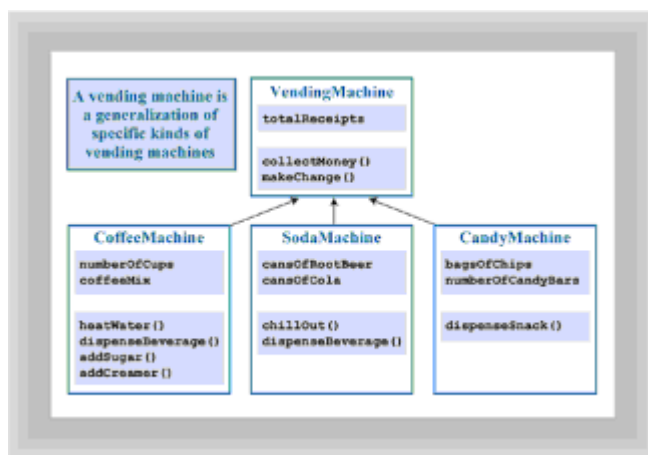 A vending machine is
a generalization of
specific kinds of
vending machines
VendingMachine
totalReceipts
collectMoney()
makeChange()
CoffeeMachine
numberOfCups
coffeeMix
heatWater()
dispenseBeverage()
addSugar()
addCreamer()
SodaMachine
cansOfRootBeer
cansOfCola
chillOut()
dispenseBeverage()
CandyMachine
bagsOfChips
numberOfCandyBars
dispenseSnack()